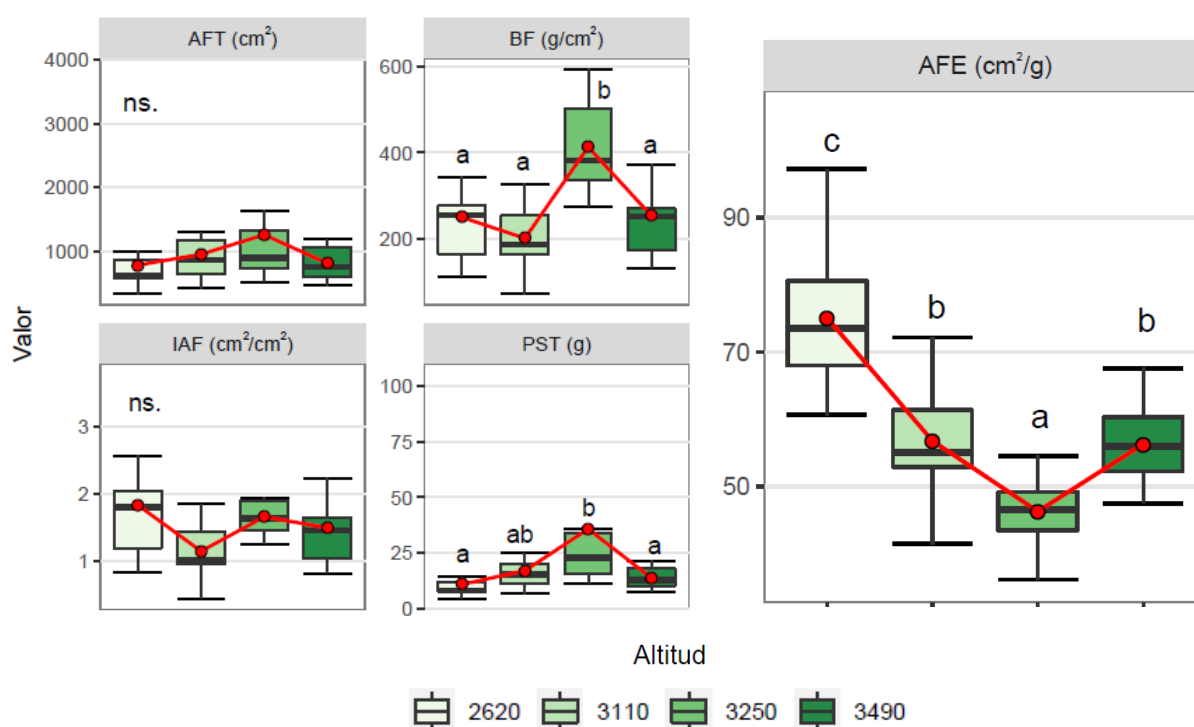 AFT (cm²)
4000
3000
2000
1000
ns.
BF (g/cm²)
600
400
200
a
a
b
a
AFE (cm²/g)
90
70
50
c
b
a
b
Valor
IAF (cm²/cm²)
3
2
1
ns.
PST (g)
100
75
50
25
0
a
ab
b
a
Altitud
2620 3110 3250 3490